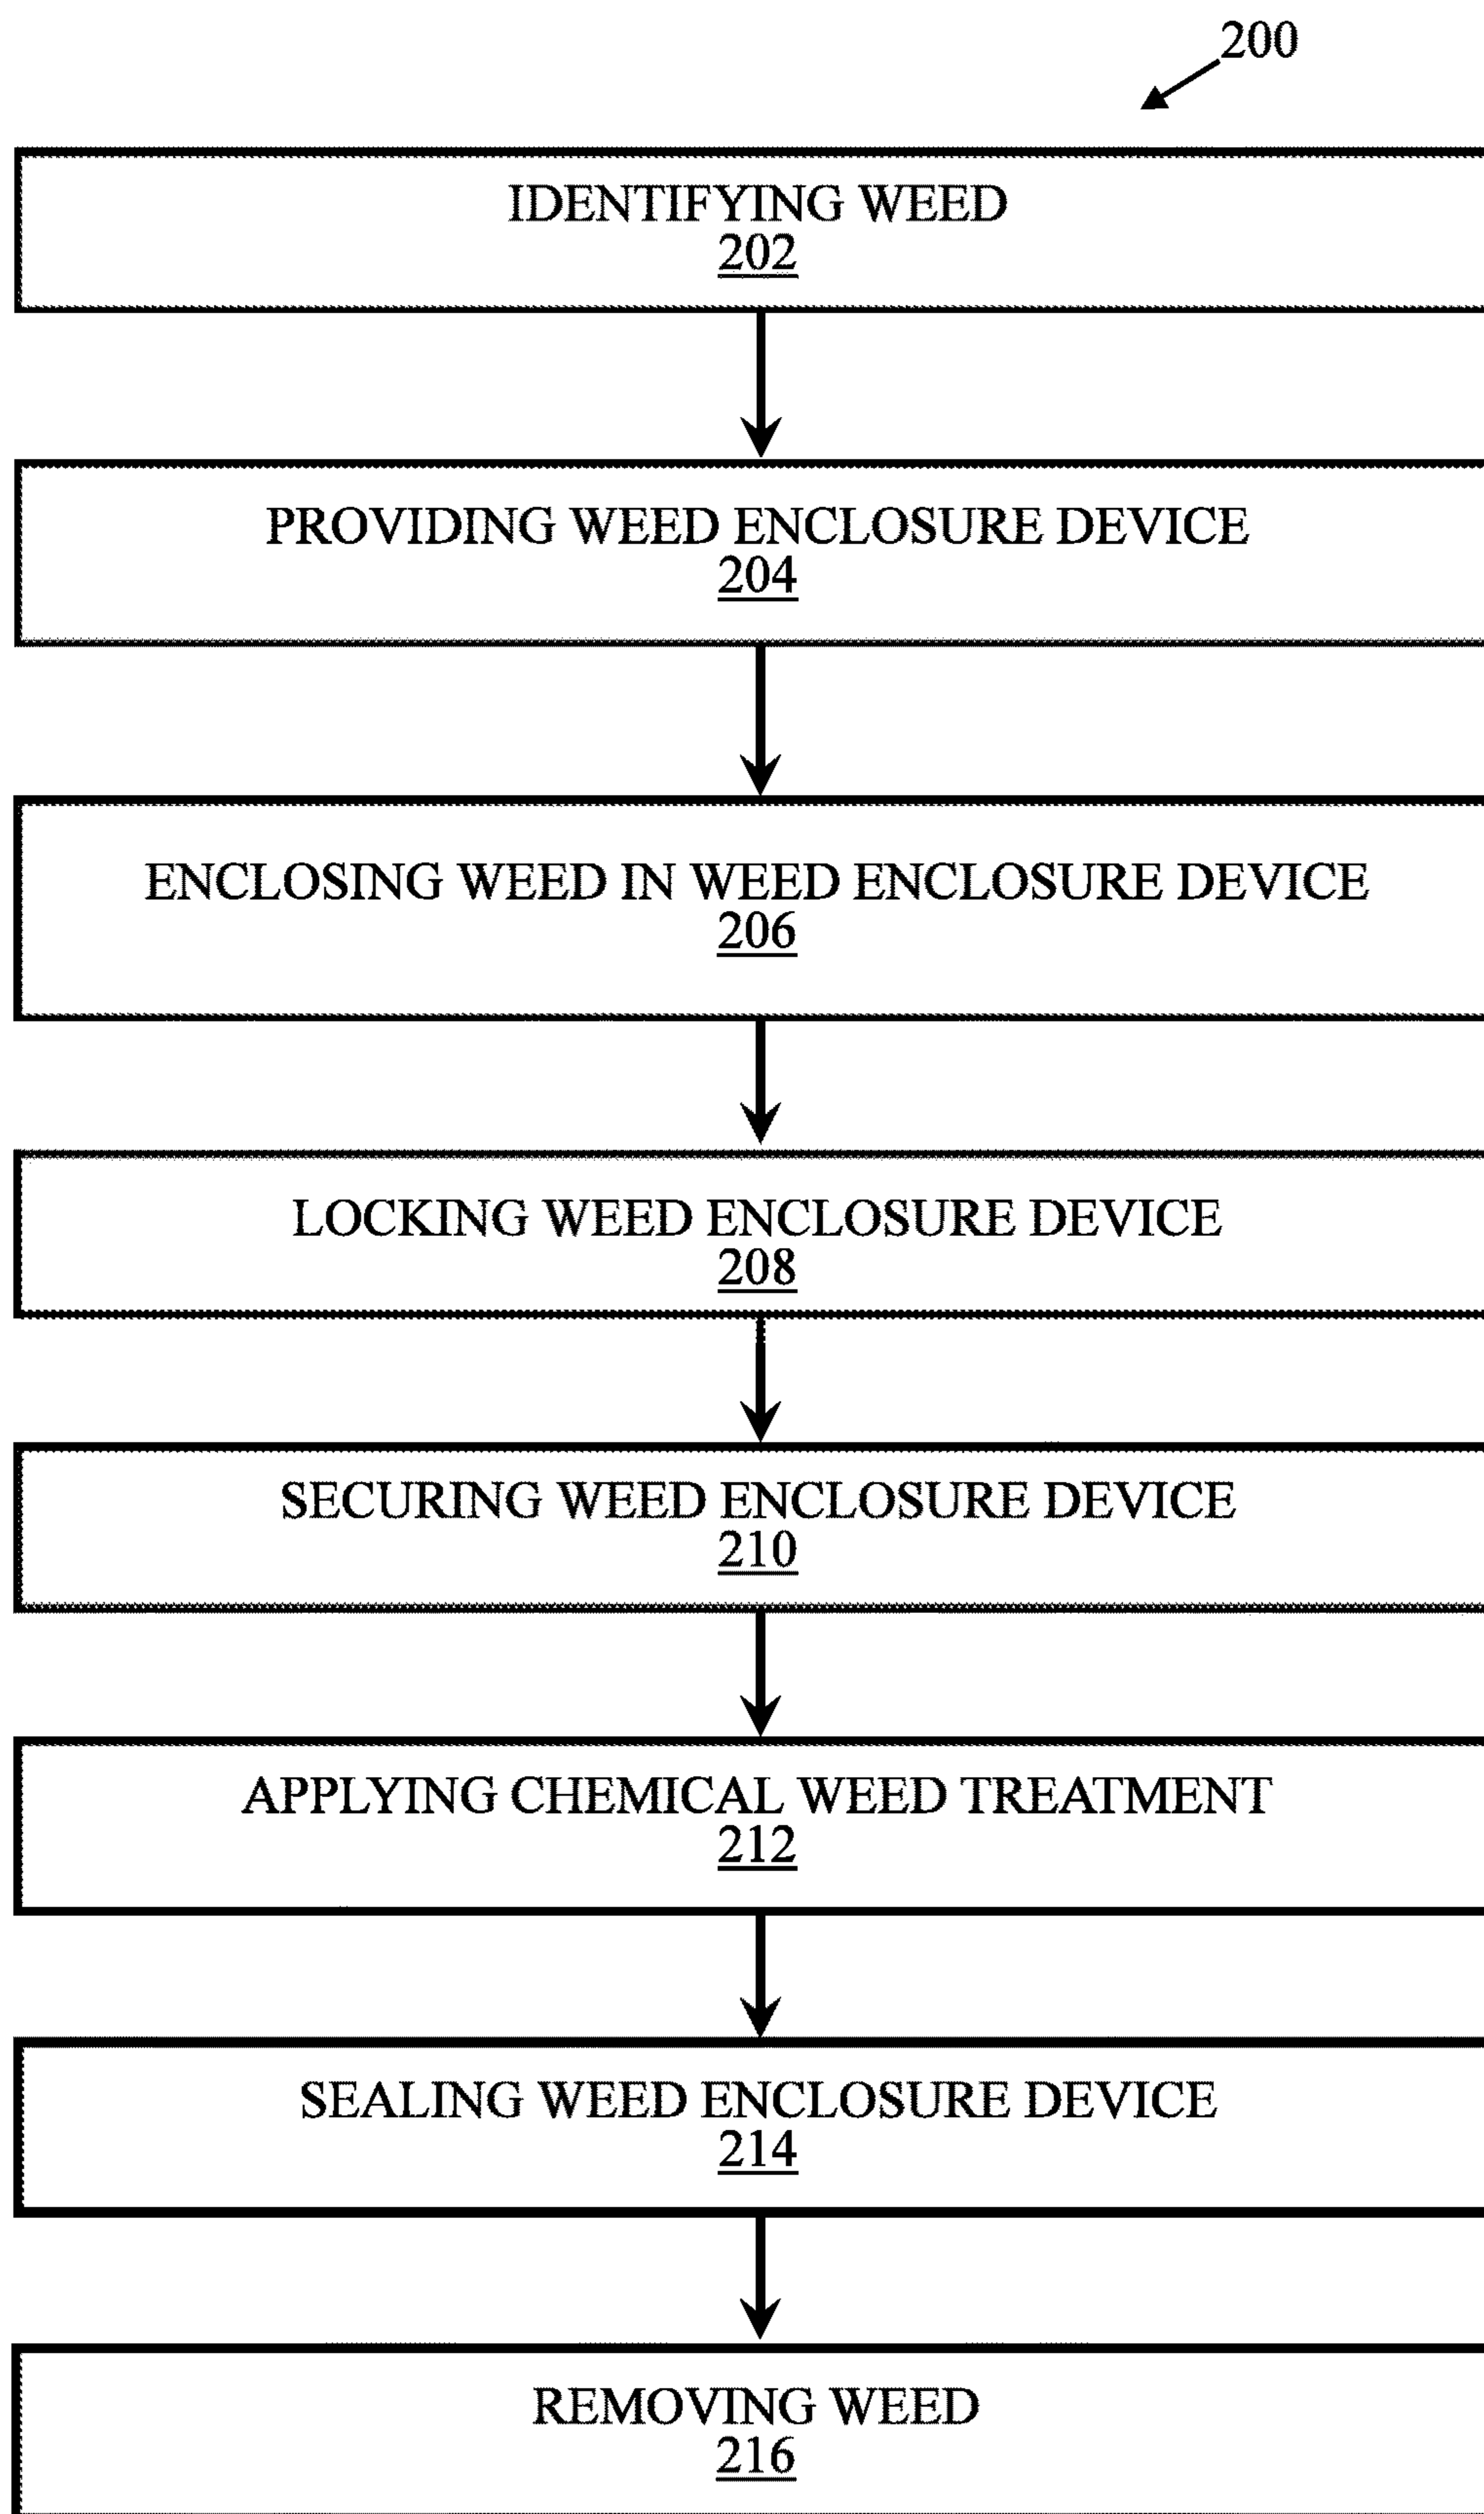 200
IDENTIFYING WEED
202
PROVIDING WEED ENCLOSURE DEVICE
204
ENCLOSING WEED IN WEED ENCLOSURE DEVICE
206
LOCKING WEED ENCLOSURE DEVICE
208
SECURING WEED ENCLOSURE DEVICE
210
APPLYING CHEMICAL WEED TREATMENT
212
SEALING WEED ENCLOSURE DEVICE
214
REMOVING WEED
216